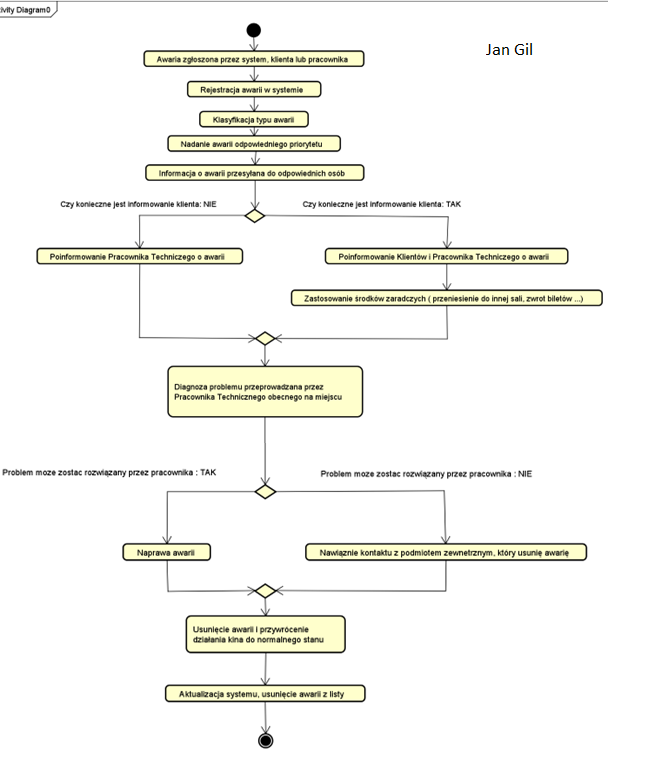 ivity Diagram0
Jan Gil
Awaria zgłoszona przez system, klienta lub pracownika
Rejestracja awarii w systemie
Klasyfikacja typu awarii
Nadanie awarii odpowiedniego priorytetu
Informacja o awarii przesyłana do odpowiednich osób
Czy konieczne jest informowanie klienta: NIE
Czy konieczne jest informowanie klienta: TAK
Poinformowanie Pracownika Technicznego o awarii
Poinformowanie Klientów i Pracownika Technicznego o awarii
Zastosowanie środków zaradczych ( przeniesienie do innej sali, zwrot biletów ...)
Diagnoza problemu przeprowadzana przez
Pracownika Technicznego obecnego na miejscu
Problem moze zostac rozwiązany przez pracownika : TAK
Problem moze zostac rozwiązany przez pracownika : NIE
Naprawa awarii
Nawiąznie kontaktu z podmiotem zewnetrznym, który usunię awarię
Usunięcie awarii i przywrócenie
działania kina do normalnego stanu
Aktualizacja systemu, usunięcie awarii z listy